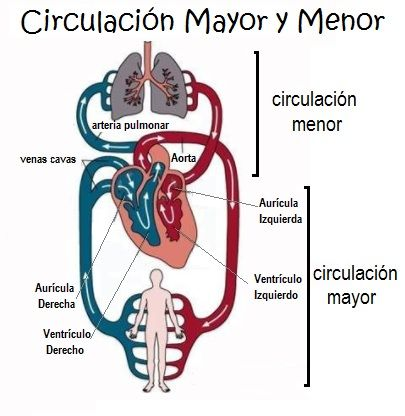 Circulación Mayor y Menor
circulación
menor
arteria pulmonar
venas cavas
Aorta
Aurícula
Izquierda
circulación
mayor
Ventrículo
Izquierdo
Aurícula
Derecha
Ventrículo
Derecho